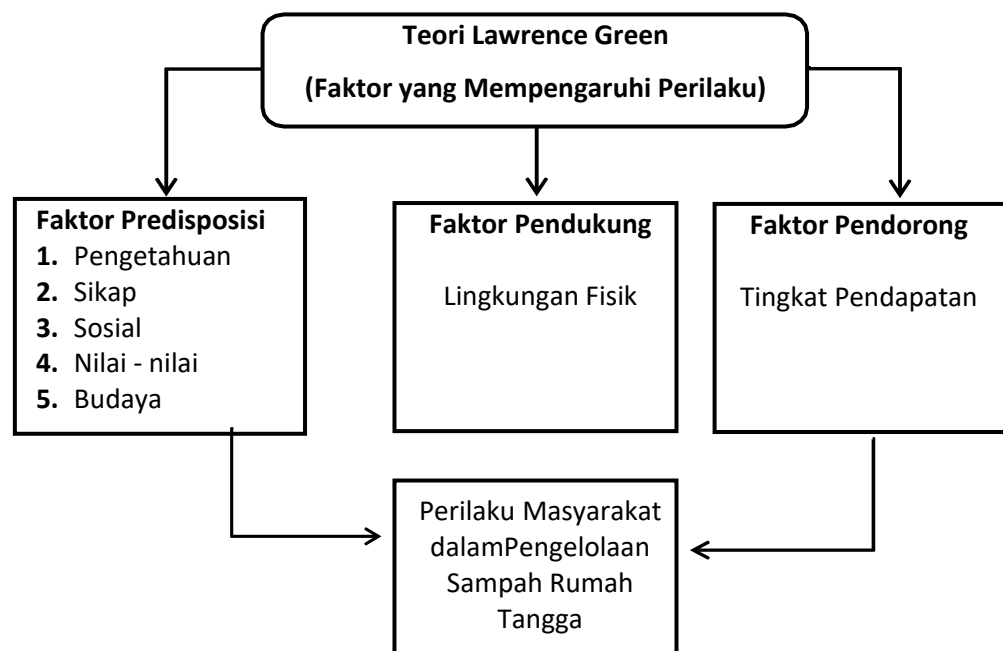 Teori Lawrence Green
(Faktor yang Mempengaruhi Perilaku)
Faktor Predisposisi
1. Pengetahuan
2. Sikap
3. Sosial
4. Nilai - nilai
5. Budaya
Faktor Pendukung
Lingkungan Fisik
Faktor Pendorong
Tingkat Pendapatan
Perilaku Masyarakat
dalamPengelolaan
Sampah Rumah
Tangga